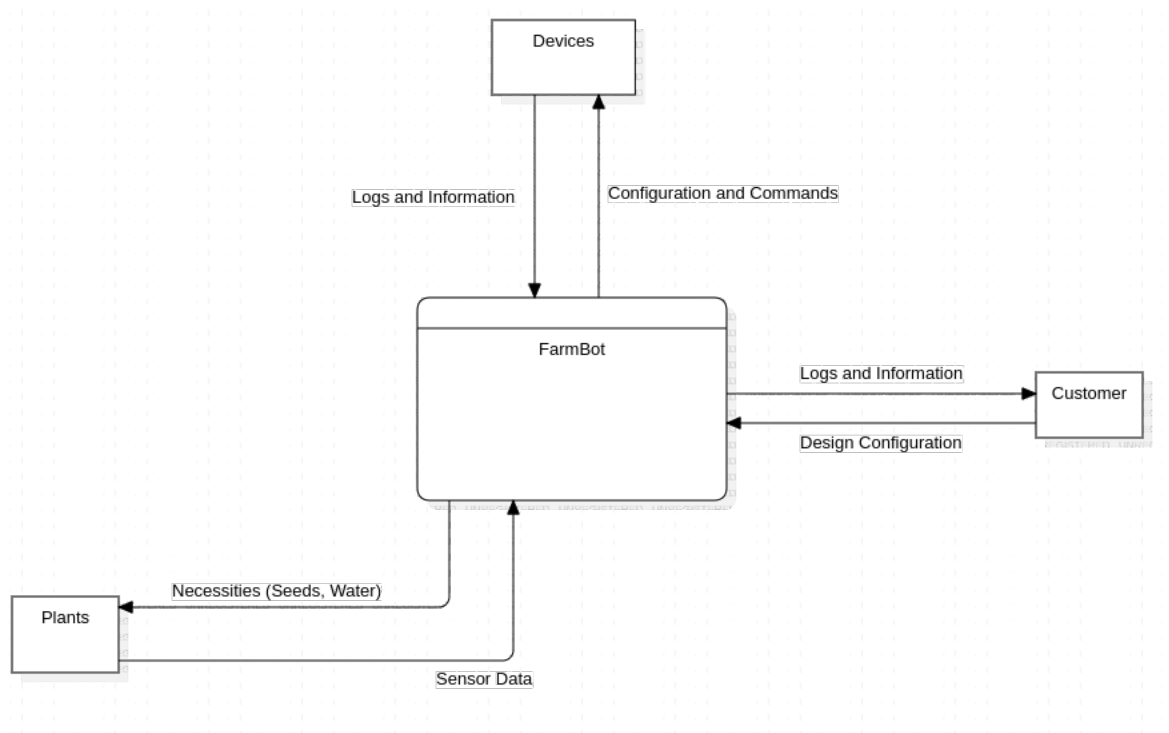 Devices
Logs and Information
Configuration and Commands
FarmBot
Logs and Information
Customer
Design Configuration
Necessities (Seeds, Water)
Plants
Sensor Data